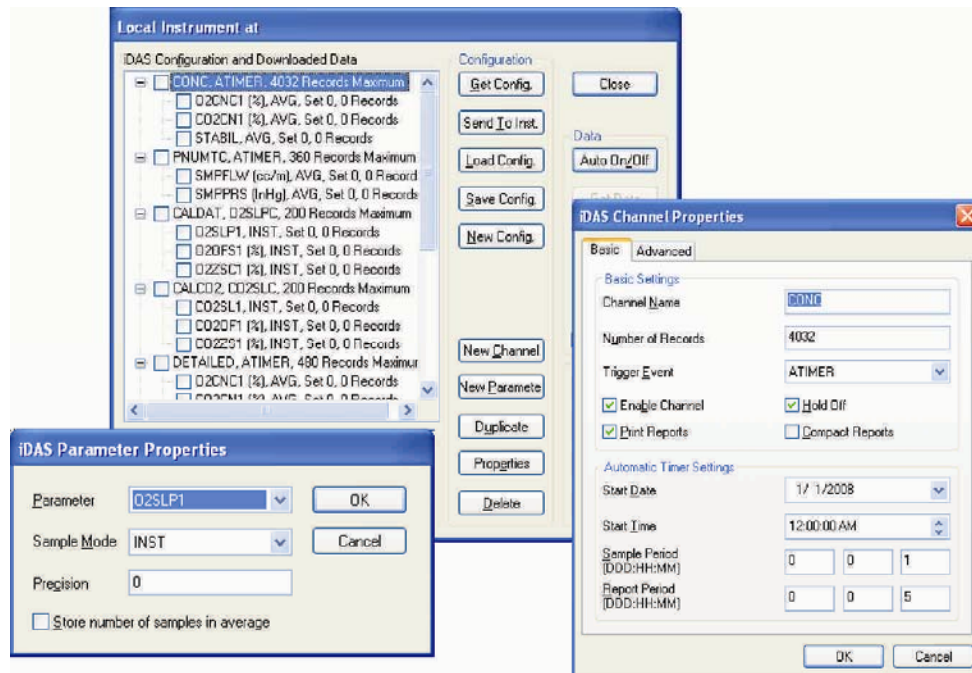 Local Instrument at
iDAS Configuration and Downloaded Data
CONC, ATIMER, 4032 Records Maximum
O2CNC1 (%), AVG, Set 0, 0 Records
CO2CN1 (%), AVG, Set 0, 0 Records
STABIL, AVG, Set 0, 0 Records
PNUMTC, ATIMER, 360 Records Maximum
SMPFLW (cc/m), AVG, Set 0, 0 Record
SMPPRS (InHg), AVG, Set 0, 0 Records
CALDAT, O2SLPC, 200 Records Maximum
O2SLP1, INST, Set 0, 0 Records
O2OFS1 (%), INST, Set 0, 0 Records
O2ZSC1 (%), INST, Set 0, 0 Records
CALCO2, CO2SLC, 200 Records Maximum
CO2SL1, INST, Set 0, 0 Records
CO2OF1 (%), INST, Set 0, 0 Records
CO2ZS1 (%), INST, Set 0, 0 Records
DETAILED, ATIMER, 480 Records Maximur
O2CNC1 (%), AVG, Set 0, 0 Records
CO2CN1 (%), AVG, Set 0, 0 Records
Configuration
Get Config.
Send To Inst.
Load Config.
Save Config.
New Config.
New Channel
New Paramete
Duplicate
Properties
Delete
Close
Data
Auto On/Off
Get Data
iDAS Parameter Properties
Parameter
O2SLP1
OK
Sample Mode
INST
Cancel
Precision
0
Store number of samples in average
iDAS Channel Properties
Basic
Advanced
Basic Settings
Channel Name
CONC
Number of Records
4032
Trigger Event
ATIMER
Enable Channel
Hold Off
Print Reports
Compact Reports
Automatic Timer Settings
Start Date
1/ 1/2008
Start Time
12:00:00 AM
Sample Period
(DDD:HH:MM)
0
0
1
Report Period
(DDD:HH:MM)
0
0
5
OK
Cancel